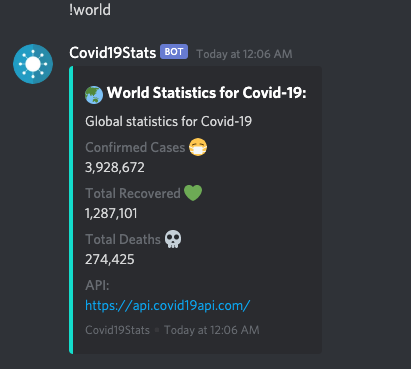 !world
Covid19Stats BOT Today at 12:06 AM
World Statistics for Covid-19:
Global statistics for Covid-19
Confirmed Cases
3,928,672
Total Recovered
1,287,101
Total Deaths
274,425
API:
https://api.covid19api.com/
Covid19Stats • Today at 12:06 AM